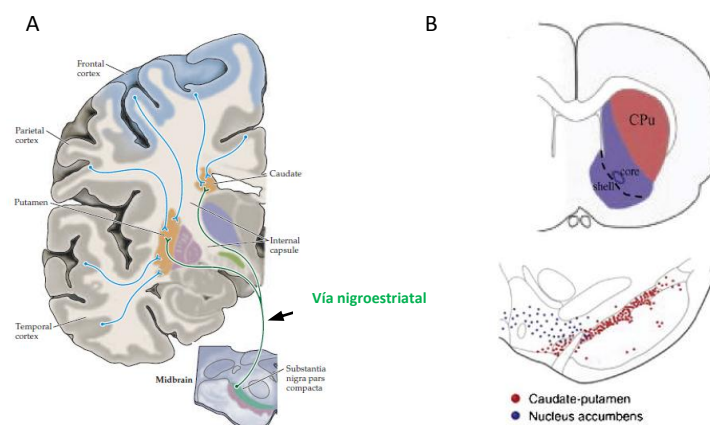 A
Frontal
cortex
Parietal
cortex
Putamen
Temporal
cortex
Caudate
Internal
capsule
Vía nigroestriatal
Midbrain
Substantia
nigra pars
compacta
B
CPu
core
shell
Caudate-putamen
Nucleus accumbens